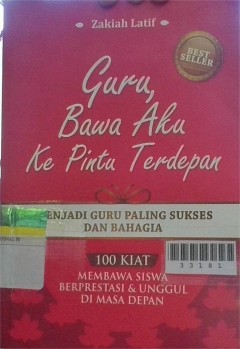 Zakiah Latif
BEST
SELLER
Guru,
Bawa Aku
Ke Pintu Terdepan
MENJADI GURU PALING SUKSES
DAN BAHAGIA
100 KIAT
MEMBAWA SISWA
BERPRESTASI & UNGGUL
DI MASA DEPAN